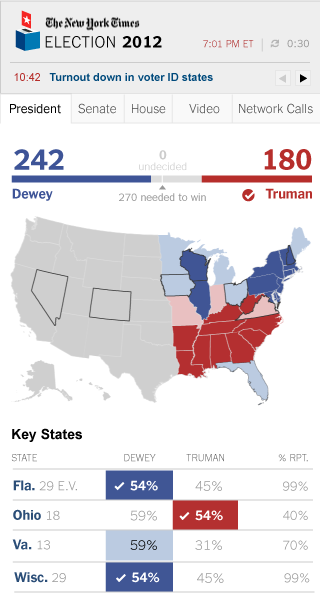 The New York Times
ELECTION 2012
7:01 PM ET 0:30
10:42 Turnout down in voter ID states
President Senate House Video Network Calls
242 0 180
undecided
Dewey 270 needed to win Truman
Key States
STATE DEWEY TRUMAN % RPT.
Fla. 29 E.V. 54% 45% 99%
Ohio 18 59% 54% 40%
Va. 13 59% 31% 70%
Wisc. 29 54% 45% 99%